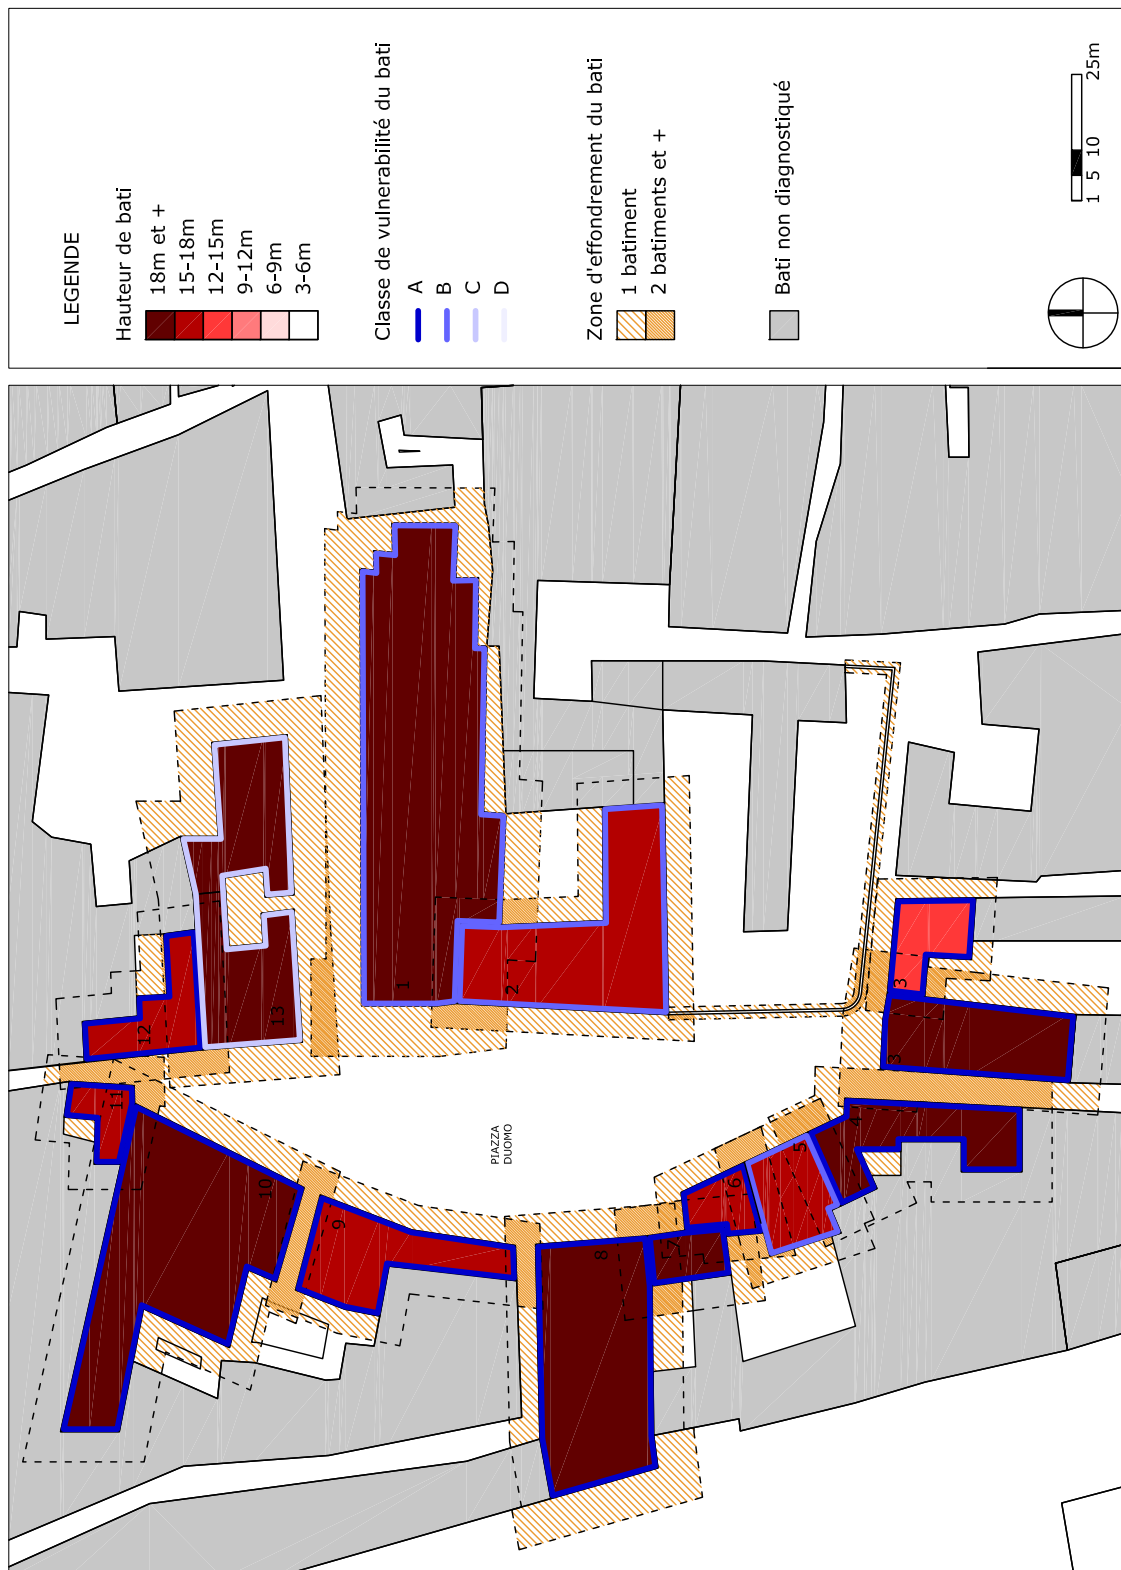 LEGENDE
Hauteur de bati
18m et +
15-18m
12-15m
9-12m
6-9m
3-6m
Classe de vulnérabilité du bati
A
B
C
D
Zone d'effondrement du bati
1 batiment
2 batiments et +
Bati non diagnostiqué
1 5 10 25m
12
11
13
10
9
1
2
PIAZZA
DUOMO
8
7
6
5
4
3
3